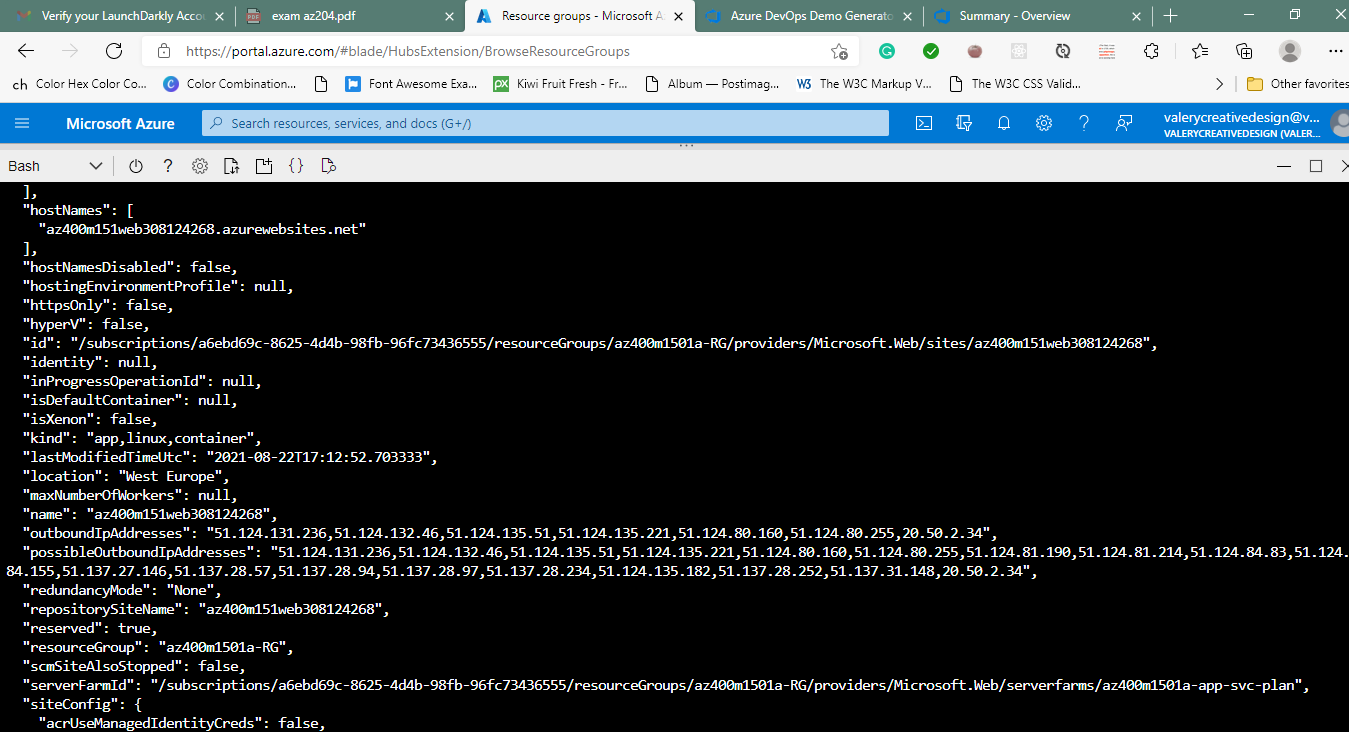 Verify your LaunchDarkly Acco
exam az204.pdf
Resource groups - Microsoft A
Azure DevOps Demo Generato
Summary - Overview
https://portal.azure.com/#blade/HubsExtension/BrowseResourceGroups
ch Color Hex Color Co...
Color Combination...
Font Awesome Exa...
px Kiwi Fruit Fresh - Fr...
Album — Postimag...
W3 The W3C Markup V...
The W3C CSS Valid...
Other favorites
Microsoft Azure
Search resources, services, and docs (G+/)
valerycreativedesign@v...
VALERYCREATIVEDESIGN (VALER...
Bash
],
"hostNames": [
"az400m151web308124268.azurewebsites.net"
],
"hostNamesDisabled": false,
"hostingEnvironmentProfile": null,
"httpsOnly": false,
"hyperV": false,
"id": "/subscriptions/a6ebd69c-8625-4d4b-98fb-96fc73436555/resourceGroups/az400m1501a-RG/providers/Microsoft.Web/sites/az400m151web308124268",
"identity": null,
"inProgressOperationId": null,
"isDefaultContainer": null,
"isXenon": false,
"kind": "app,linux,container",
"lastModifiedTimeUtc": "2021-08-22T17:12:52.703333",
"location": "West Europe",
"maxNumberOfWorkers": null,
"name": "az400m151web308124268",
"outboundIpAddresses": "51.124.131.236,51.124.132.46,51.124.135.51,51.124.135.221,51.124.80.160,51.124.80.255,20.50.2.34",
"possibleOutboundIpAddresses": "51.124.131.236,51.124.132.46,51.124.135.51,51.124.135.221,51.124.80.160,51.124.80.255,51.124.81.190,51.124.81.214,51.124.84.83,51.124.
84.155,51.137.27.146,51.137.28.57,51.137.28.94,51.137.28.97,51.137.28.234,51.124.135.182,51.137.28.252,51.137.31.148,20.50.2.34",
"redundancyMode": "None",
"repositorySiteName": "az400m151web308124268",
"reserved": true,
"resourceGroup": "az400m1501a-RG",
"scmSiteAlsoStopped": false,
"serverFarmId": "/subscriptions/a6ebd69c-8625-4d4b-98fb-96fc73436555/resourceGroups/az400m1501a-RG/providers/Microsoft.Web/serverfarms/az400m1501a-app-svc-plan",
"siteConfig": {
"acrUseManagedIdentityCreds": false,